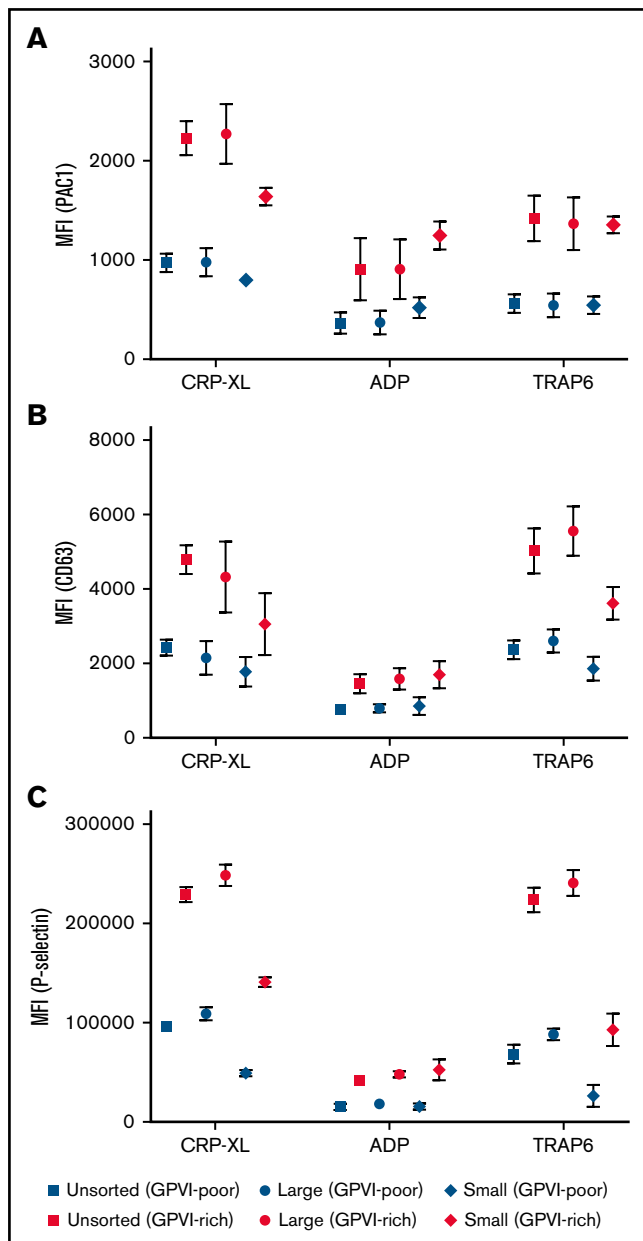 A
3000
2000
1000
0
MFI (PAC1)
CRP-XL ADP TRAP6
B
8000
6000
4000
2000
0
MFI (CD63)
CRP-XL ADP TRAP6
C
300000
200000
100000
0
MFI (P-selectin)
CRP-XL ADP TRAP6
Unsorted (GPVI-poor) Large (GPVI-poor) Small (GPVI-poor)
Unsorted (GPVI-rich) Large (GPVI-rich) Small (GPVI-rich)